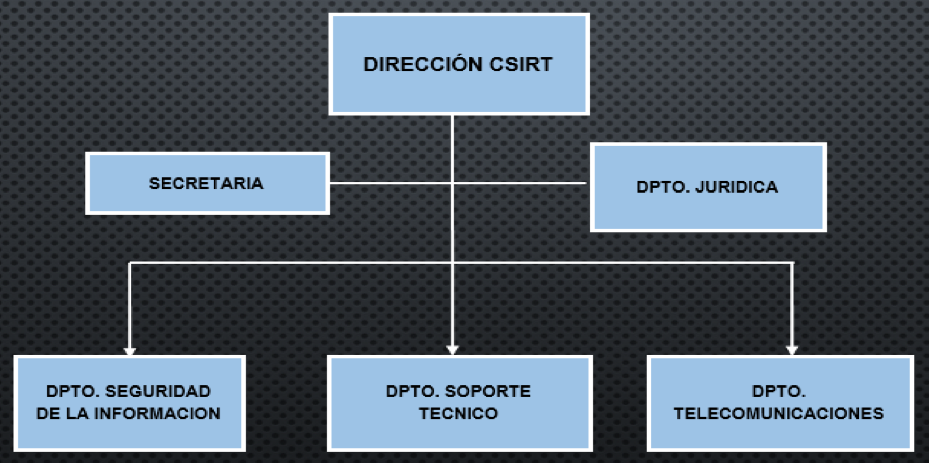 DIRECCIÓN CSIRT
SECRETARIA
DPTO. JURIDICA
DPTO. SEGURIDAD
DE LA INFORMACION
DPTO. SOPORTE
TECNICO
DPTO.
TELECOMUNICACIONES